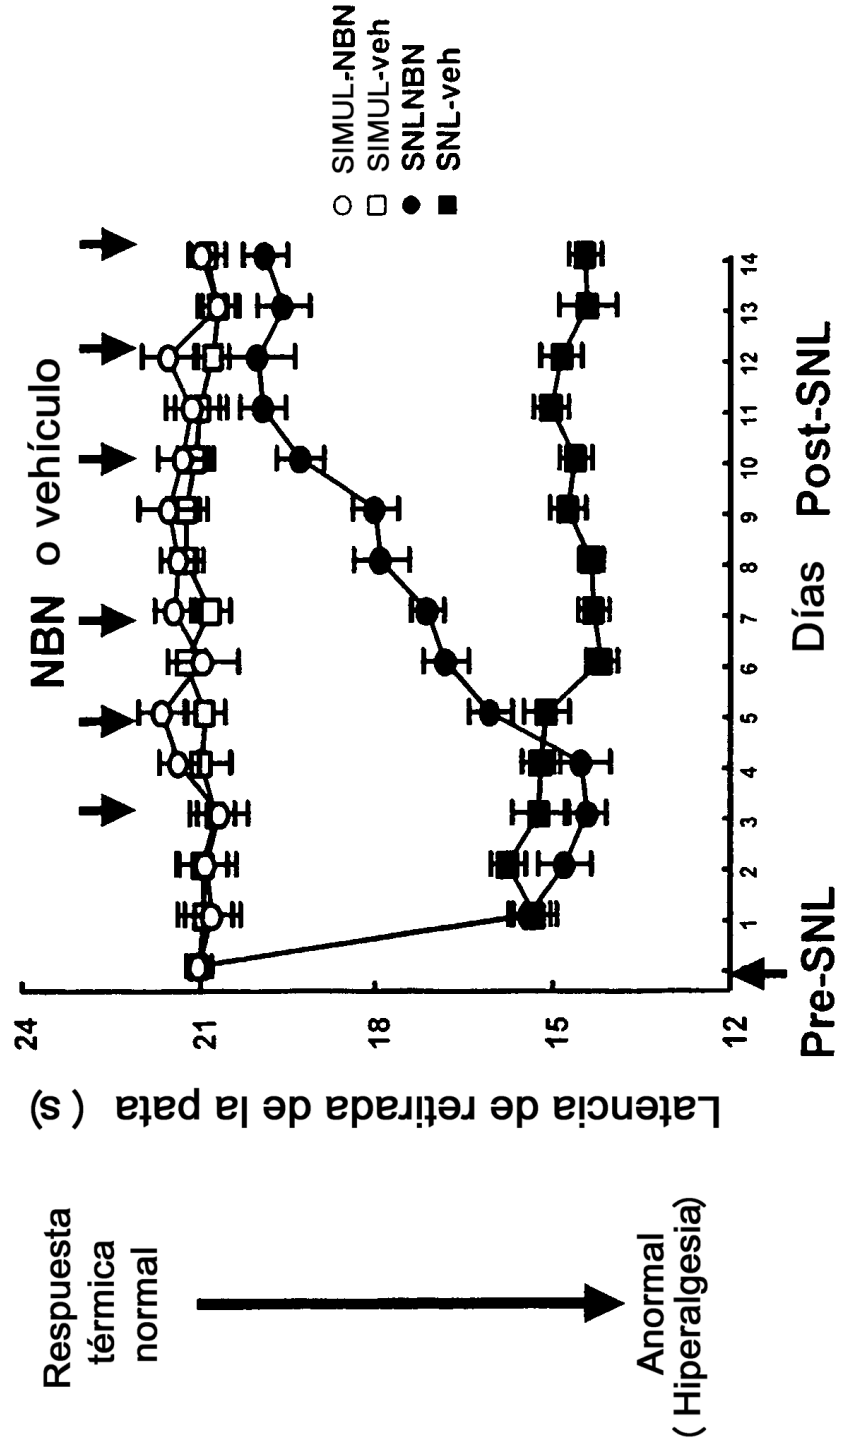 NBN o vehículo
24
21
18
15
12
Latencia de retirada de la pata (s)
Respuesta
térmica
normal
Anormal
( Hiperalgesia)
1 2 3 4 5 6 7 8 9 10 11 12 13 14
Pre-SNL
Días Post-SNL
SIMUL-NBN
SIMUL-veh
SNLNBN
SNL-veh